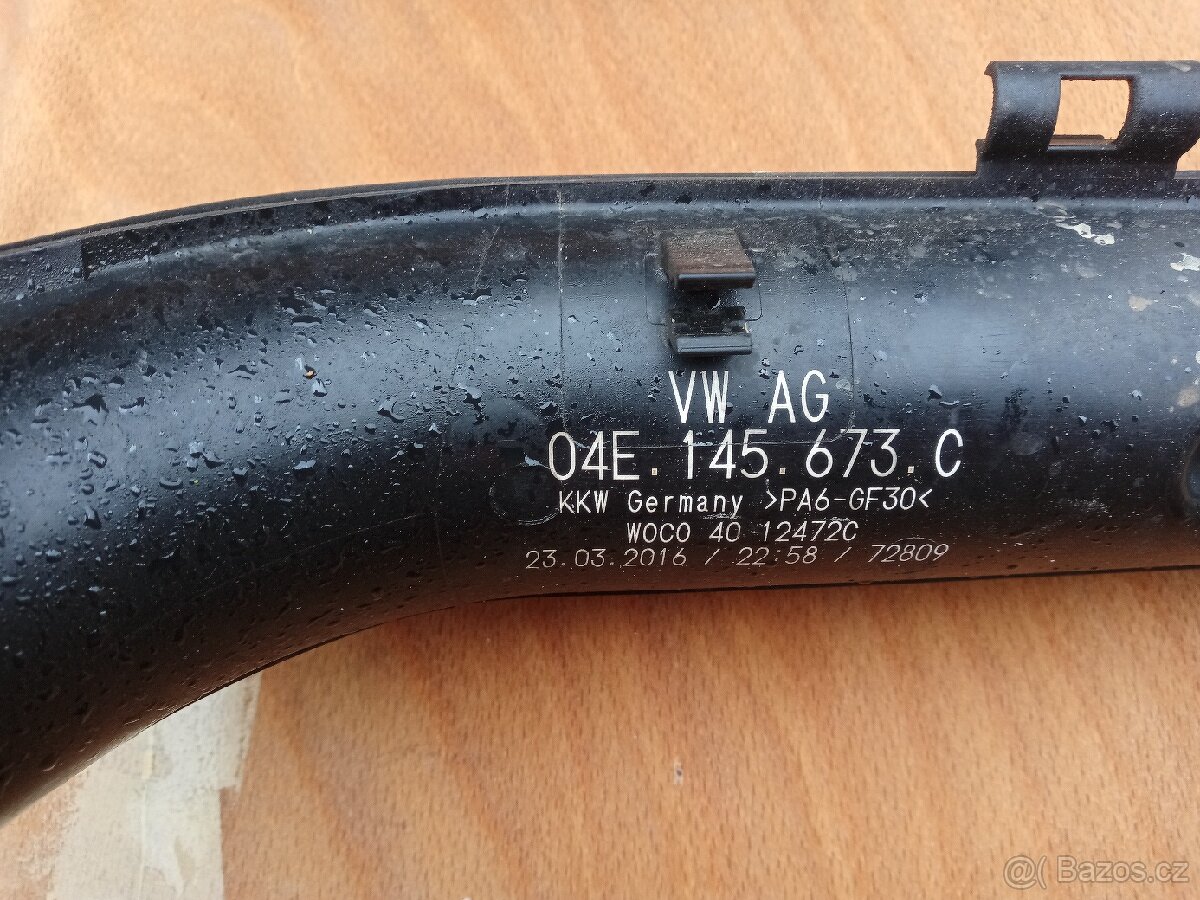 VW AG
04E.145.673.C
KKW Germany >PA6-GF30<
WOCO 40 12472C
23.03.2016 / 22:58 / 72809
@( Bazos.cz